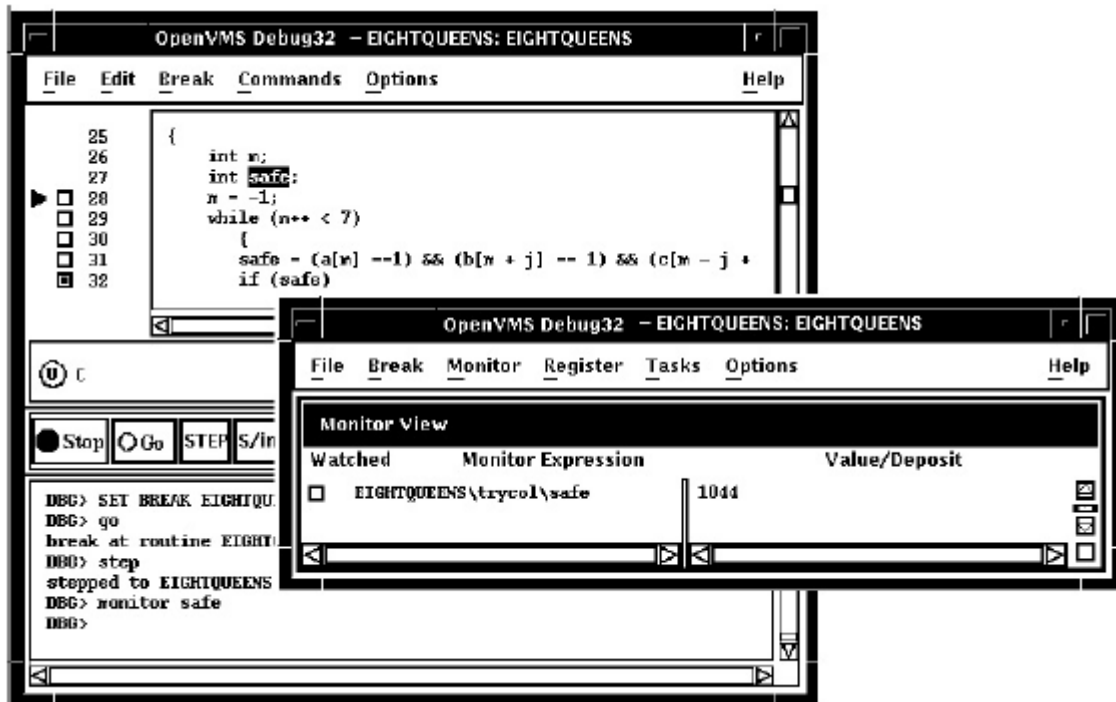 OpenVMS Debug32 – EIGHTQUEENS: EIGHTQUEENS
File Edit Break Commands Options Help
25 {
26 int m;
27 int safe;
28 m = -1;
29 while (m++ < 7)
30 {
31 safe = (a[m] ==1) && (b[m + j] == 1) && (c[m - j +
32 if (safe)
C
Stop Go STEP S/in
DBG> SET BREAK EIGHTQU
DBG> go
break at routine EIGHT
DBG> step
stepped to EIGHTQUEENS
DBG> monitor safe
DBG>
OpenVMS Debug32 – EIGHTQUEENS: EIGHTQUEENS
File Break Monitor Register Tasks Options Help
Monitor View
Watched Monitor Expression Value/Deposit
EIGHTQUEENS\trycol\safe 1044